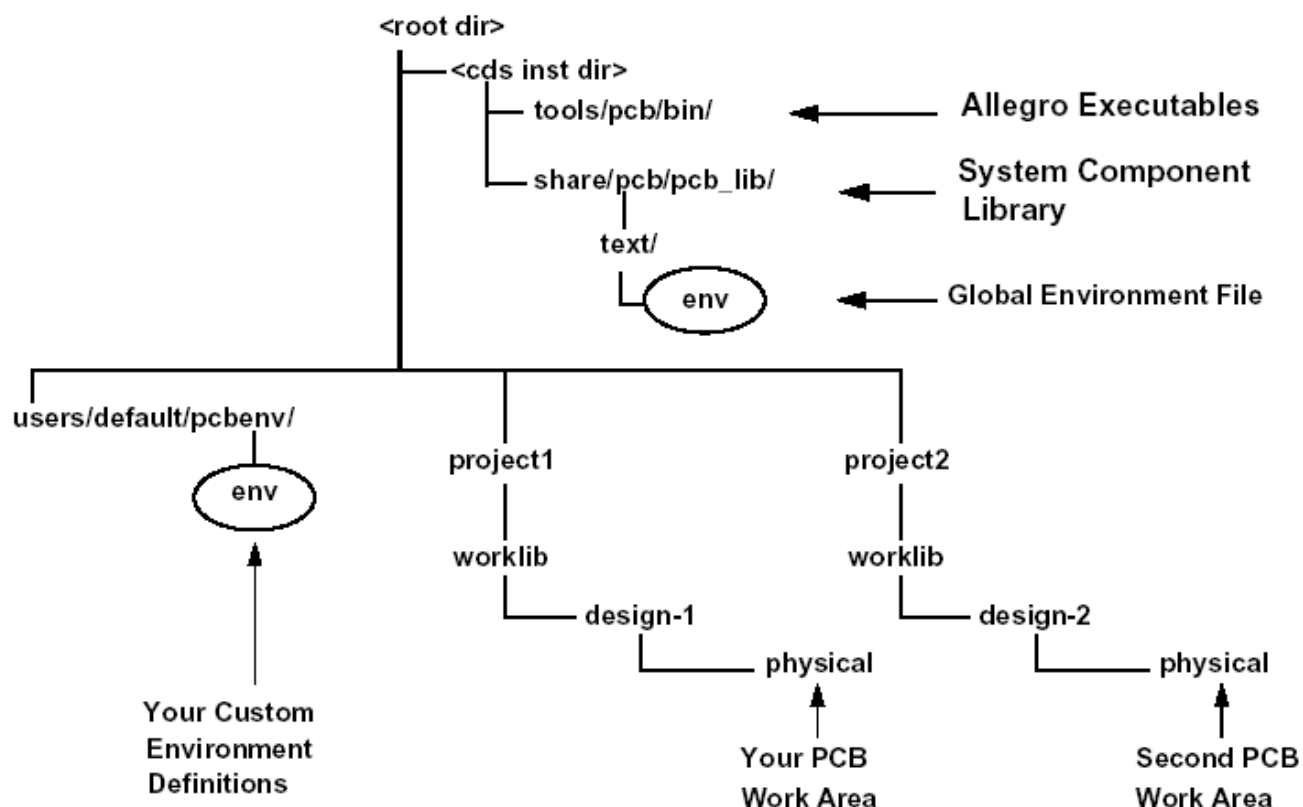 <root dir>
<cds inst dir>
tools/pcb/bin/
Allegro Executables
share/pcb/pcb_lib/
System Component
Library
text/
env
Global Environment File
users/default/pcbenv/
env
project1
project2
worklib
worklib
design-1
design-2
physical
physical
Your Custom
Environment
Definitions
Your PCB
Work Area
Second PCB
Work Area